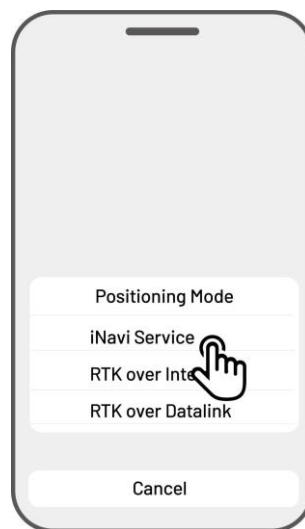 Positioning Mode
iNavi Service
RTK over Inte
RTK over Datalink
Cancel